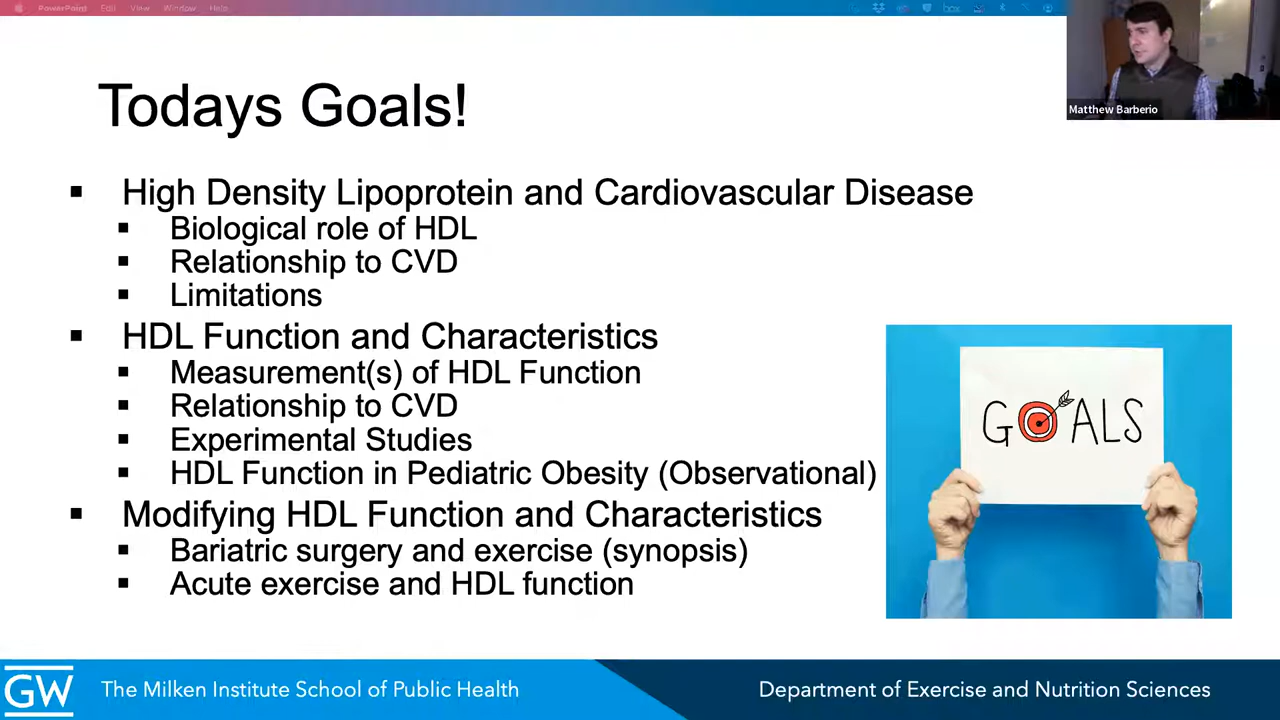 PowerPoint Edit View Window Help
box
Matthew Barberio
Todays Goals!
▪ High Density Lipoprotein and Cardiovascular Disease
▪ Biological role of HDL
▪ Relationship to CVD
▪ Limitations
▪ HDL Function and Characteristics
▪ Measurement(s) of HDL Function
▪ Relationship to CVD
▪ Experimental Studies
▪ HDL Function in Pediatric Obesity (Observational)
▪ Modifying HDL Function and Characteristics
▪ Bariatric surgery and exercise (synopsis)
▪ Acute exercise and HDL function
GOALS
GW The Milken Institute School of Public Health
Department of Exercise and Nutrition Sciences